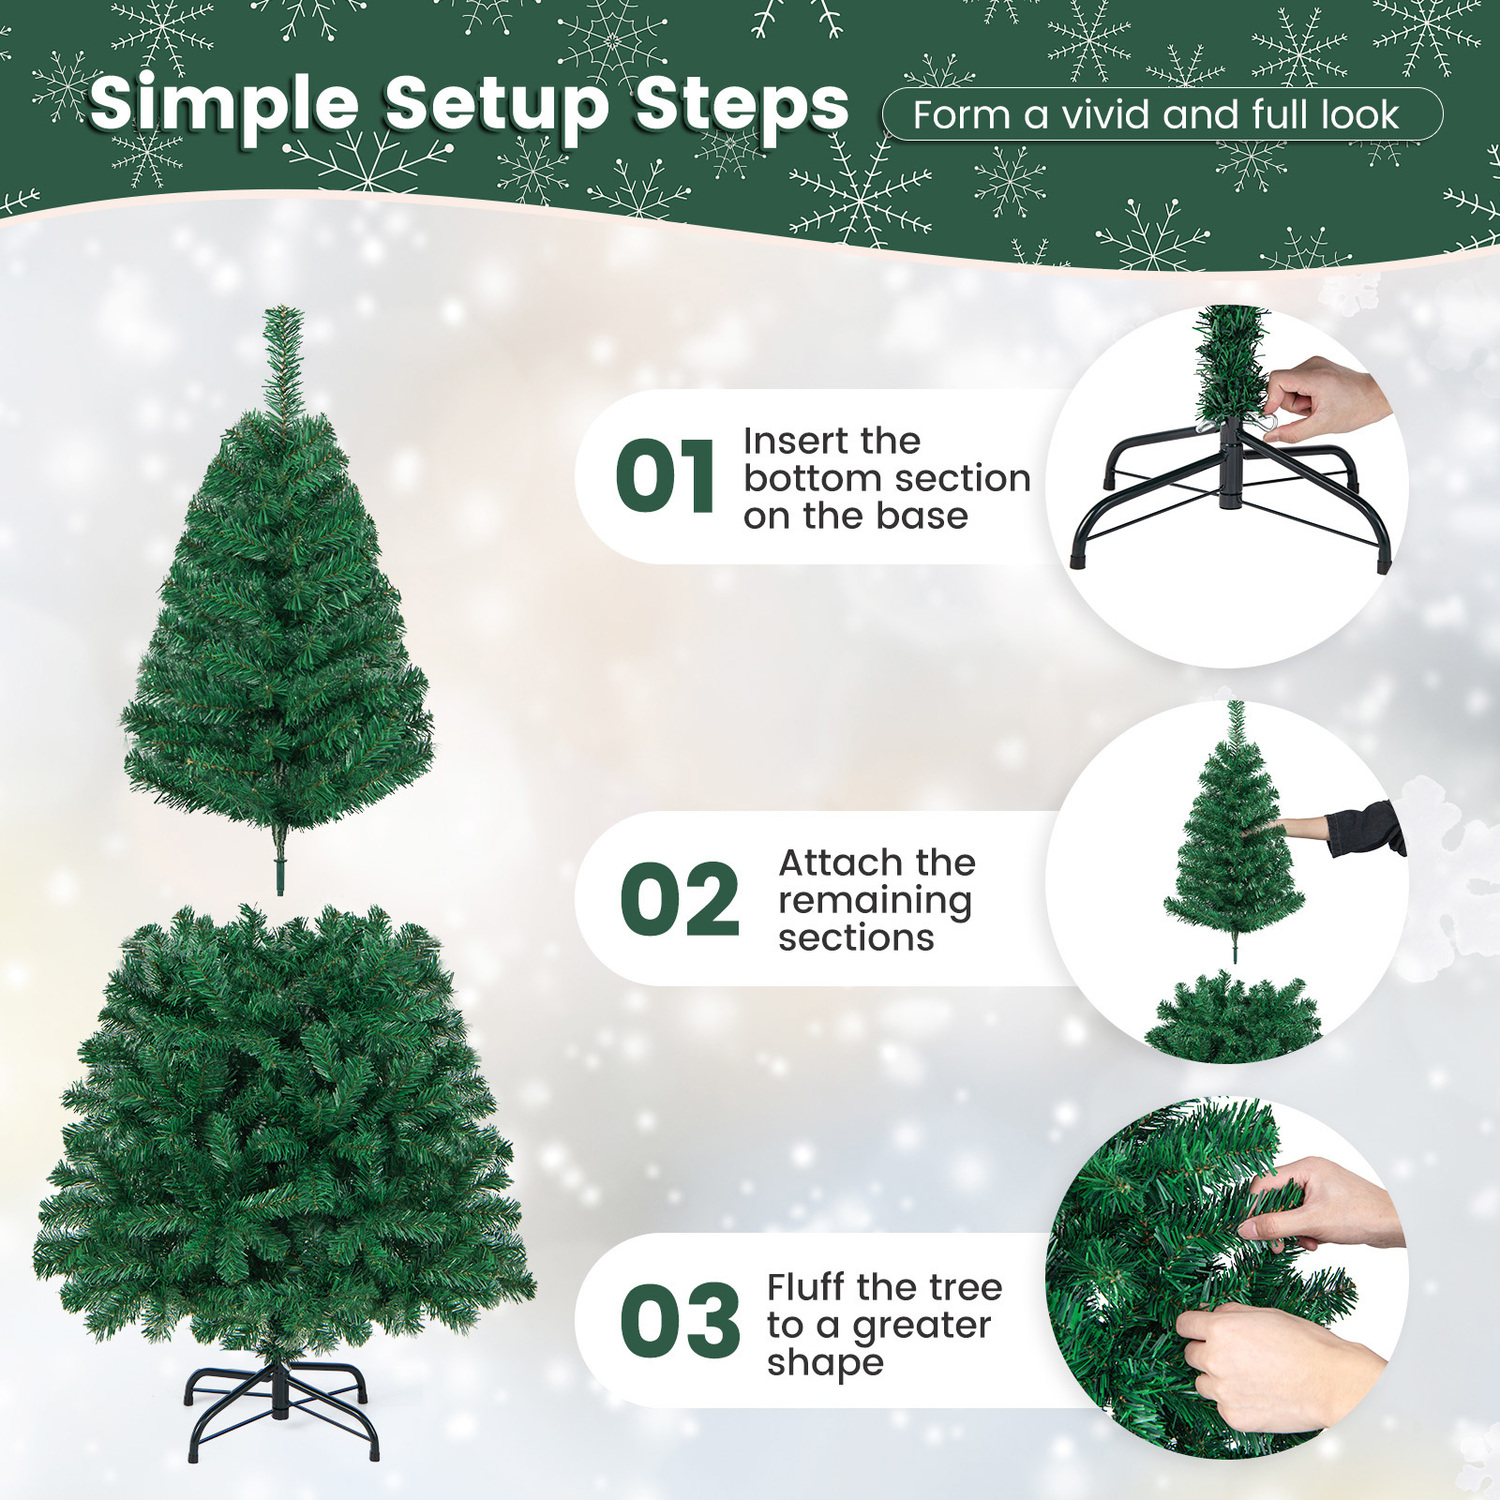 Simple Setup Steps
Form a vivid and full look
01
Insert the
bottom section
on the base
02
Attach the
remaining
sections
03
Fluff the tree
to a greater
shape